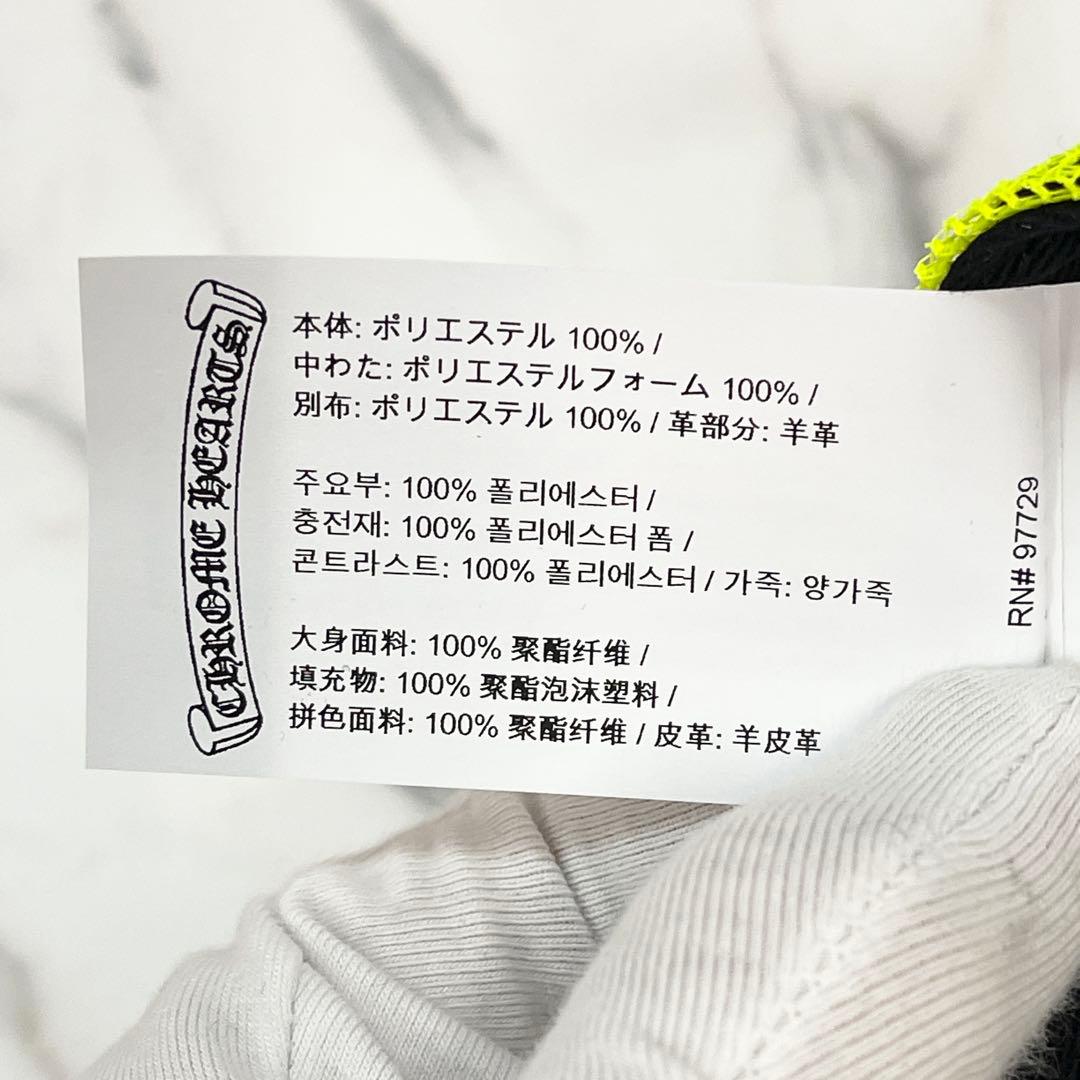 CHROME HEARTS
本体: ポリエステル 100% /
中わた: ポリエステルフォーム 100% /
別布: ポリエステル 100% / 革部分: 羊革
주요부: 100% 폴리에스터 /
충전재: 100% 폴리에스터 폼 /
콘트라스트: 100% 폴리에스터 / 가죽: 양가죽
大身面料: 100% 聚酯纤维 /
填充物: 100% 聚酯泡沫塑料 /
拼色面料: 100% 聚酯纤维 / 皮革: 羊皮革
RN# 97729